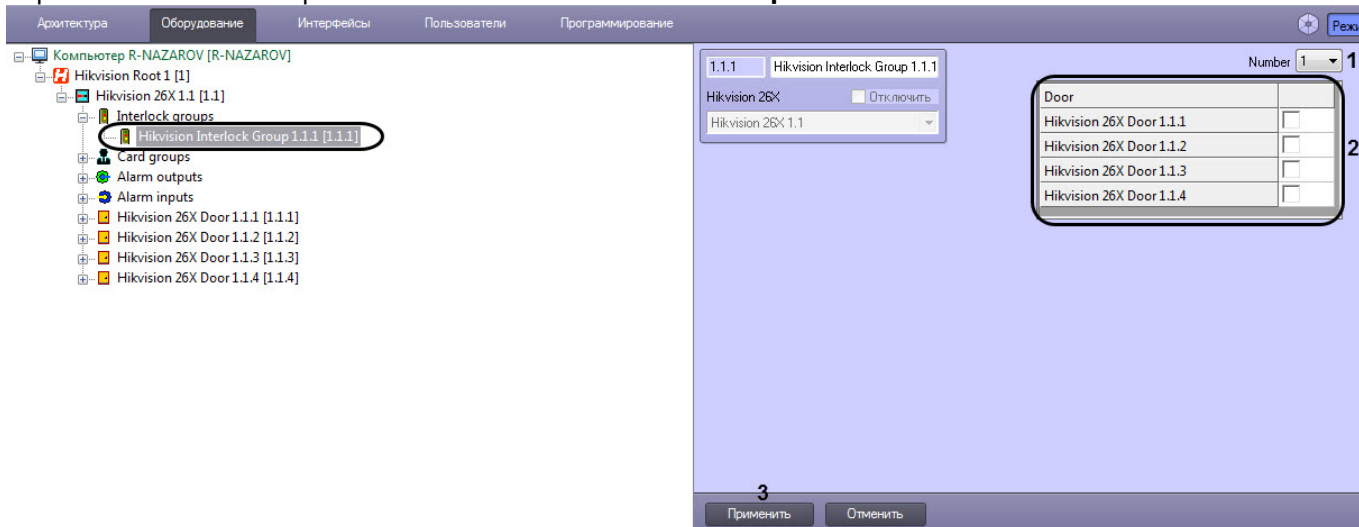 Архитектура Оборудование Интерфейсы Пользователи Программирование
Компьютер R-NAZAROV [R-NAZAROV]
Hikvision Root 1 [1]
Hikvision 26X 1.1 [1.1]
Interlock groups
Hikvision Interlock Group 1.1.1 [1.1.1]
Card groups
Alarm outputs
Alarm inputs
Hikvision 26X Door 1.1.1 [1.1.1]
Hikvision 26X Door 1.1.2 [1.1.2]
Hikvision 26X Door 1.1.3 [1.1.3]
Hikvision 26X Door 1.1.4 [1.1.4]
1.1.1 Hikvision Interlock Group 1.1.1
Hikvision 26X Отключить
Hikvision 26X 1.1
Number 1 1
Door
Hikvision 26X Door 1.1.1
Hikvision 26X Door 1.1.2
2
Hikvision 26X Door 1.1.3
Hikvision 26X Door 1.1.4
3
Применить Отменить